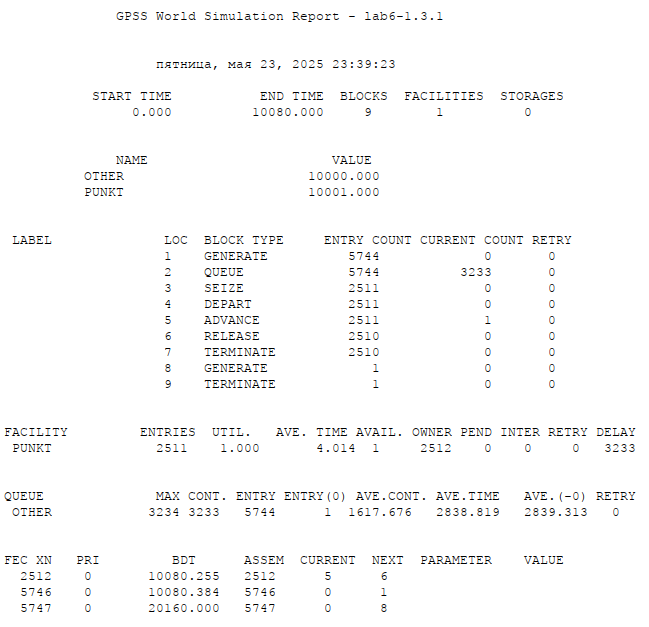 GPSS World Simulation Report - lab6-1.3.1
пятница, мая 23, 2025 23:39:23
START TIME END TIME BLOCKS FACILITIES STORAGES
0.000 10080.000 9 1 0
NAME VALUE
OTHER 10000.000
PUNKT 10001.000
LABEL LOC BLOCK TYPE ENTRY COUNT CURRENT COUNT RETRY
1 GENERATE 5744 0 0
2 QUEUE 5744 3233 0
3 SEIZE 2511 0 0
4 DEPART 2511 0 0
5 ADVANCE 2511 1 0
6 RELEASE 2510 0 0
7 TERMINATE 2510 0 0
8 GENERATE 1 0 0
9 TERMINATE 1 0 0
FACILITY ENTRIES UTIL. AVE. TIME AVAIL. OWNER PEND INTER RETRY DELAY
PUNKT 2511 1.000 4.014 1 2512 0 0 0 3233
QUEUE MAX CONT. ENTRY ENTRY(0) AVE.CONT. AVE.TIME AVE.(-0) RETRY
OTHER 3234 3233 5744 1 1617.676 2838.819 2839.313 0
FEC XN PRI BDT ASSEM CURRENT NEXT PARAMETER VALUE
2512 0 10080.255 2512 5 6
5746 0 10080.384 5746 0 1
5747 0 20160.000 5747 0 8